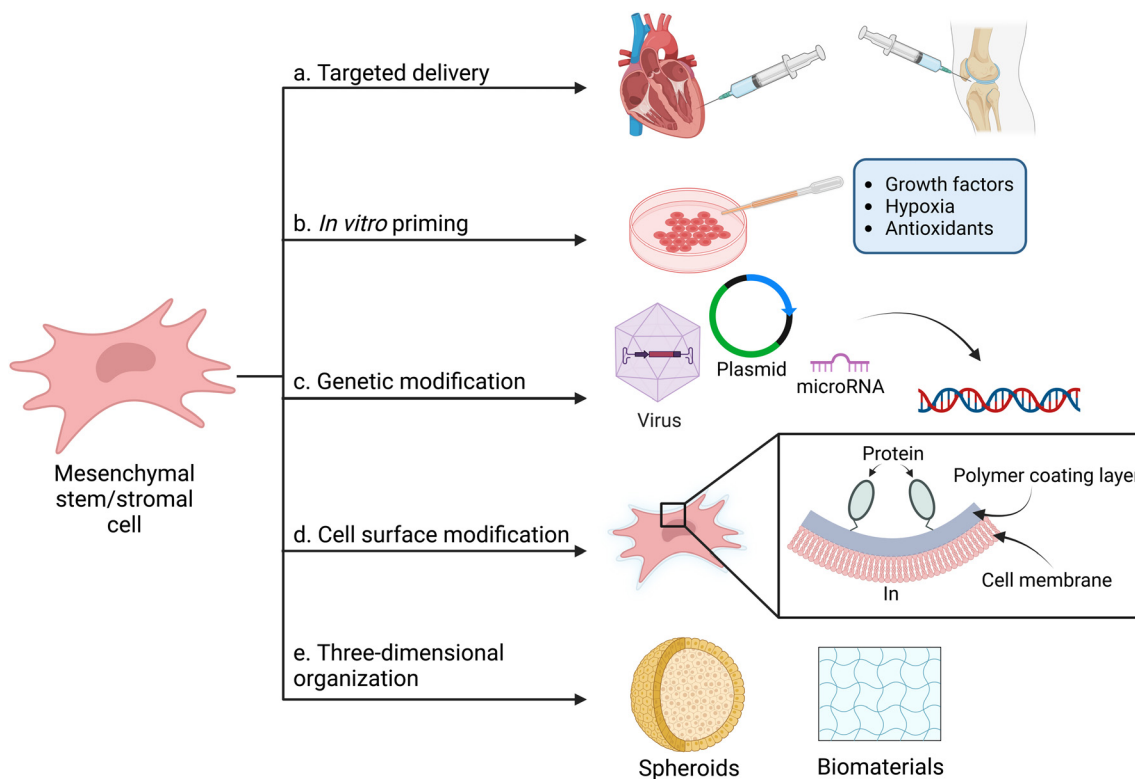 a. Targeted delivery
b. In vitro priming
• Growth factors
• Hypoxia
• Antioxidants
Mesenchymal
stem/stromal
cell
c. Genetic modification
Virus
Plasmid
microRNA
d. Cell surface modification
Protein
Polymer coating layer
Cell membrane
In
e. Three-dimensional
organization
Spheroids
Biomaterials